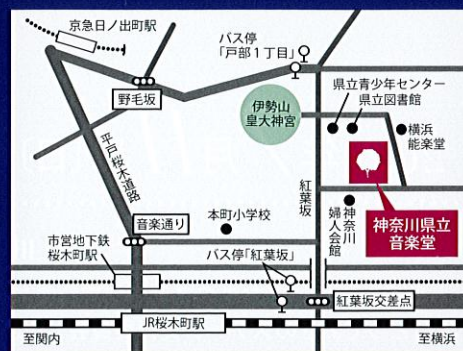 京急日ノ出町駅
バス停
「戸部1丁目」
野毛坂
伊勢山
皇大神宮
県立青少年センター
県立図書館
横浜
能楽堂
平戸桜木道路
紅葉坂
神奈川
婦人会館
神奈川県立
音楽堂
音楽通り
本町小学校
市営地下鉄
桜木町駅
バス停「紅葉坂」
紅葉坂交差点
JR桜木町駅
至関内
至横浜